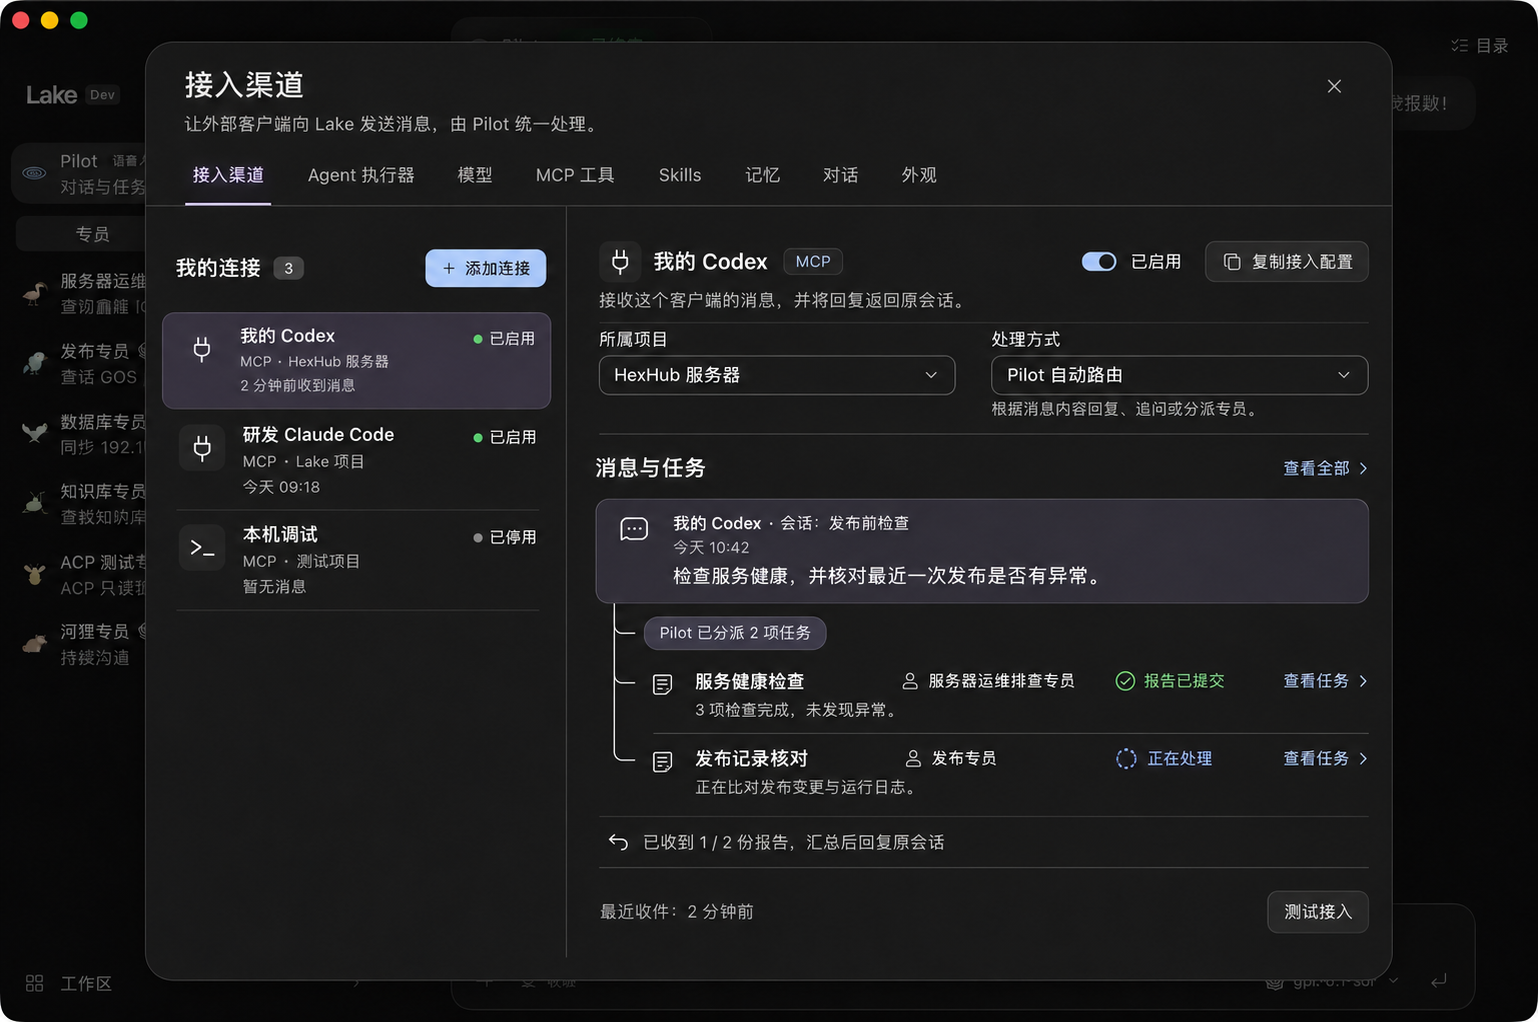 目录
Lake Dev
Pilot 语音
对话与任务
专员
服务器运维
发布专员
查话 GOS
数据库专员
同步 192.1
知识库专员
ACP 测试专
ACP 只读
河狸专员
持续沟通
工作区
接入渠道
让外部客户端向 Lake 发送消息，由 Pilot 统一处理。
接入渠道 Agent 执行器 模型 MCP 工具 Skills 记忆 对话 外观
我的连接 3
+ 添加连接
我的 Codex 已启用
MCP · HexHub 服务器
2 分钟前收到消息
研发 Claude Code 已启用
MCP · Lake 项目
今天 09:18
本机调试 已停用
MCP · 测试项目
暂无消息
我的 Codex MCP 已启用 复制接入配置
接收这个客户端的消息，并将回复返回原会话。
所属项目
HexHub 服务器
处理方式
Pilot 自动路由
根据消息内容回复、追问或分派专员。
消息与任务 查看全部
我的 Codex · 会话：发布前检查
今天 10:42
检查服务健康，并核对最近一次发布是否有异常。
Pilot 已分派 2 项任务
服务健康检查 服务器运维排查专员 报告已提交 查看任务
3 项检查完成，未发现异常。
发布记录核对 发布专员 正在处理 查看任务
正在比对发布变更与运行日志。
已收到 1 / 2 份报告，汇总后回复原会话
最近收件：2 分钟前 测试接入